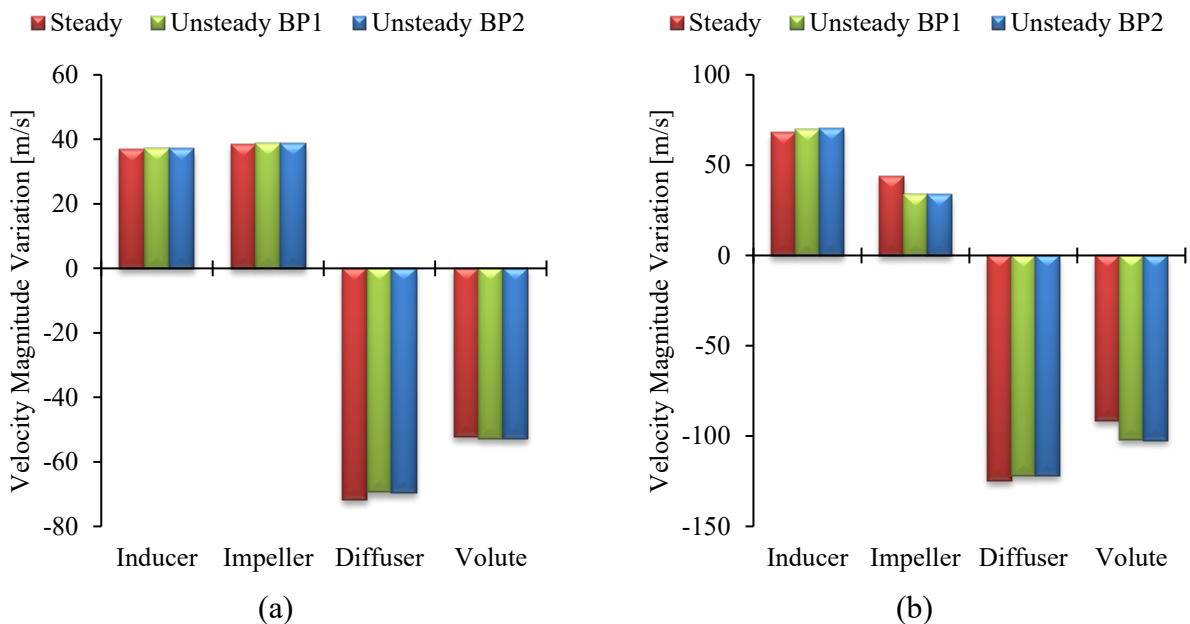 Steady Unsteady BP1 Unsteady BP2
Velocity Magnitude Variation [m/s]
60
40
20
0
-20
-40
-60
-80
Inducer Impeller Diffuser Volute
(a)
Steady Unsteady BP1 Unsteady BP2
Velocity Magnitude Variation [m/s]
100
50
0
-50
-100
-150
Inducer Impeller Diffuser Volute
(b)